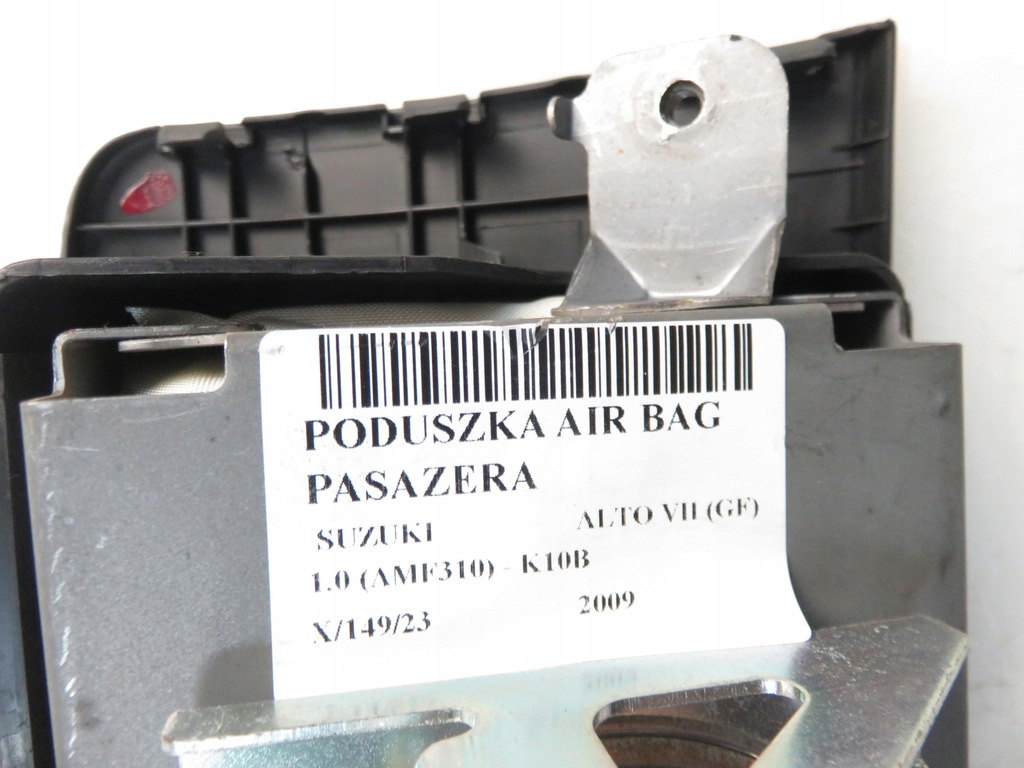 PODUSZKA AIR BAG
PASAZERA
SUZUKI ALTO VII (GF)
1.0 (AMF310) - K10B
X/149/23 2009